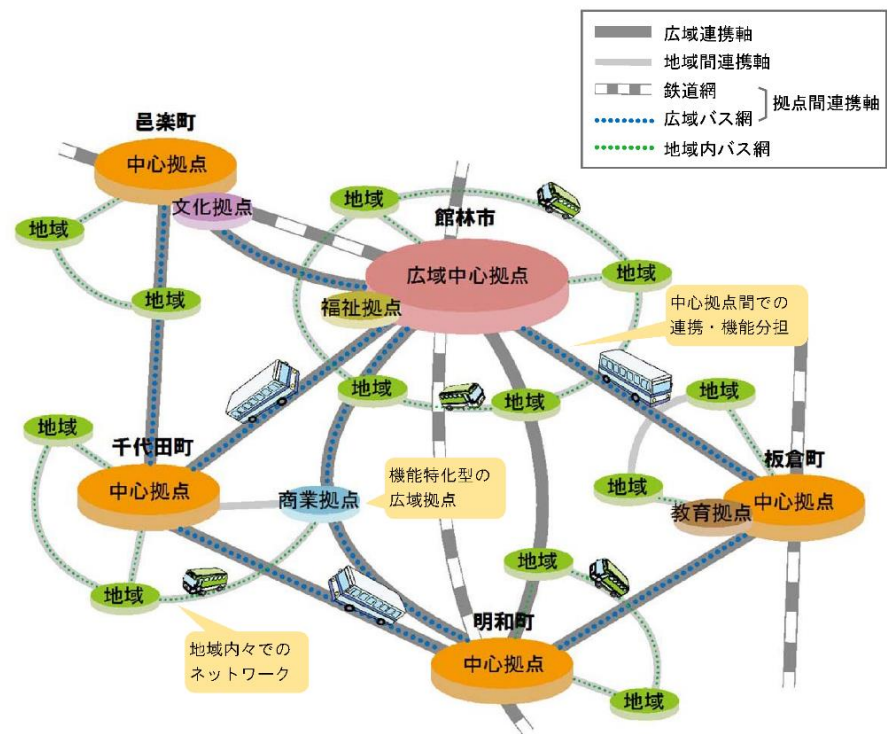 広域連携軸
地域間連携軸
鉄道網
広域バス網
拠点間連携軸
地域内バス網
邑楽町
中心拠点
文化拠点
地域
地域
地域
館林市
広域中心拠点
福祉拠点
地域
地域
地域
中心拠点間での
連携・機能分担
地域
千代田町
中心拠点
地域
商業拠点
機能特化型の
広域拠点
地域
地域
板倉町
中心拠点
教育拠点
地域
地域
明和町
中心拠点
地域内々での
ネットワーク
地域